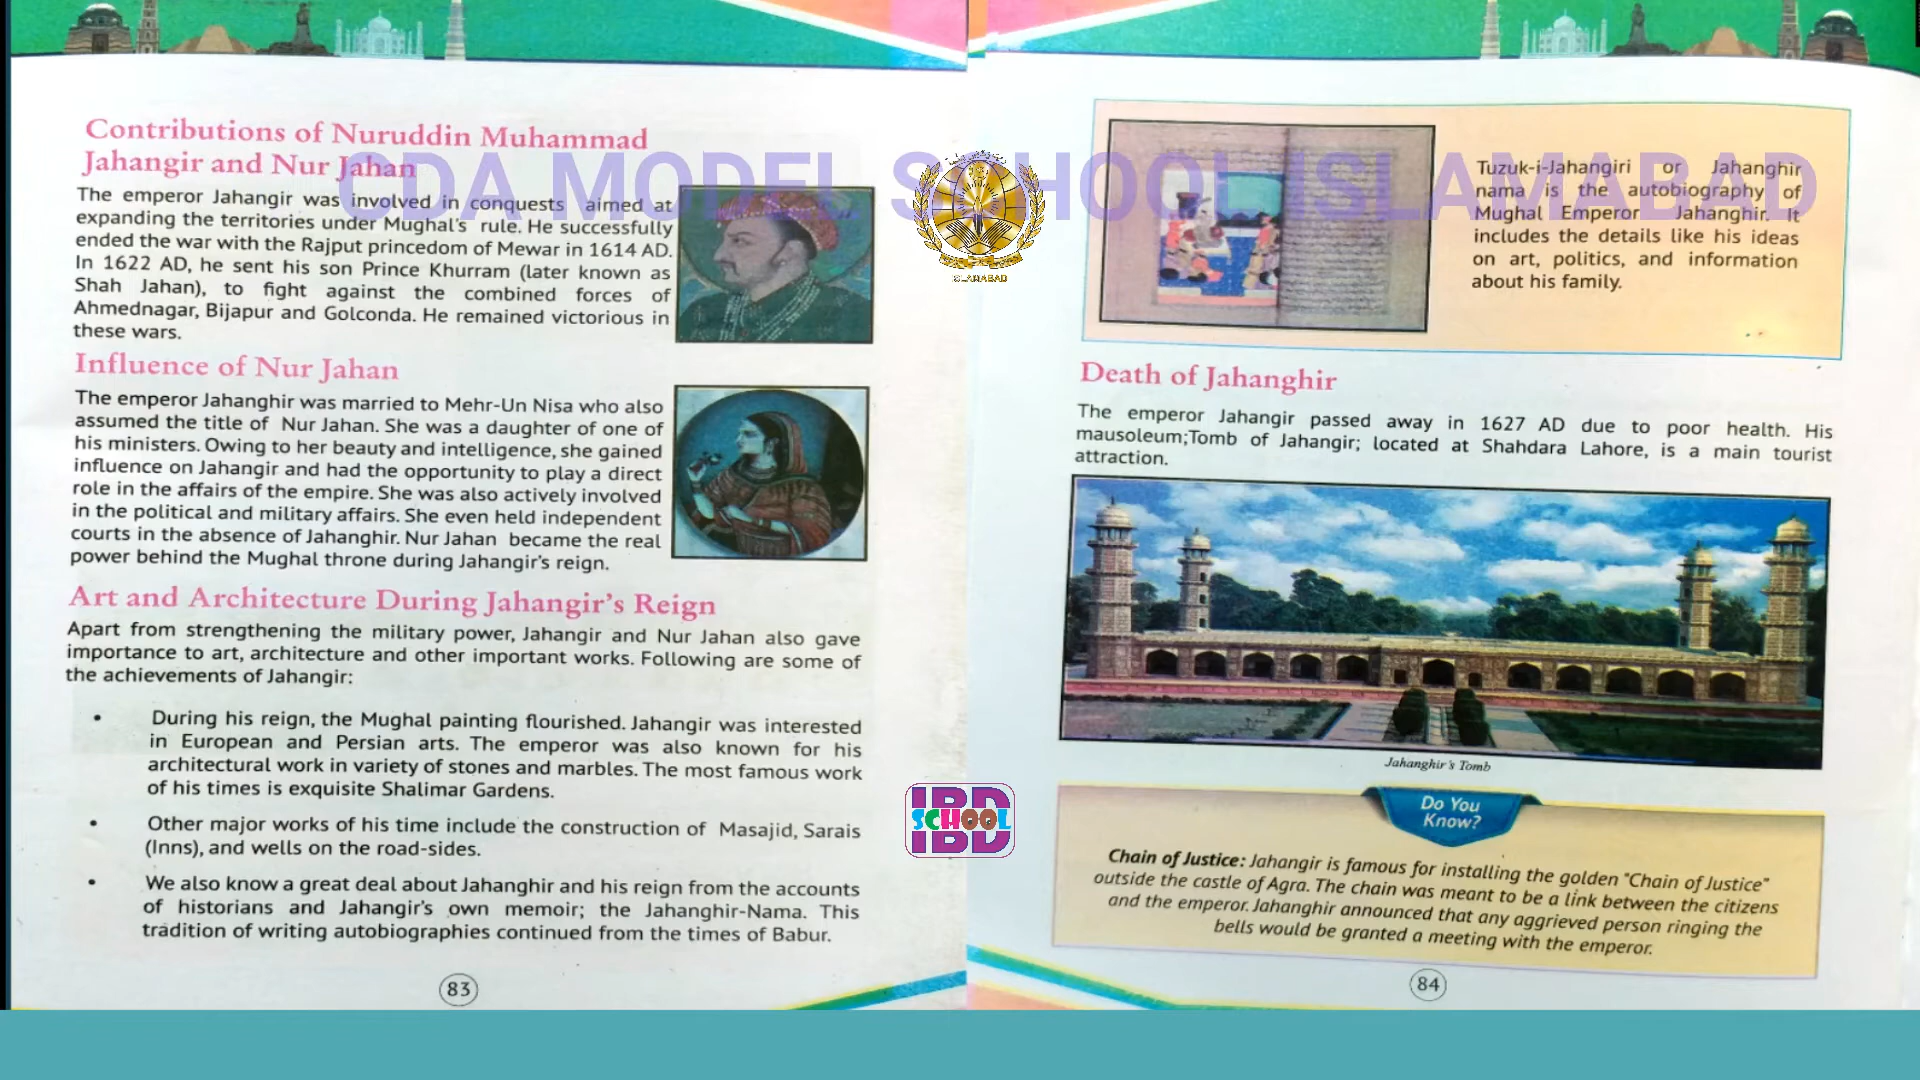 Contributions of Nuruddin Muhammad
Jahangir and Nur Jahan
The emperor Jahangir was involved in conquests aimed at
expanding the territories under Mughal's rule. He successfully
ended the war with the Rajput princedom of Mewar in 1614 AD.
In 1622 AD, he sent his son Prince Khurram (later known as
Shah Jahan), to fight against the combined forces of
Ahmednagar, Bijapur and Golconda. He remained victorious in
these wars.
Influence of Nur Jahan
The emperor Jahanghir was married to Mehr-Un Nisa who also
assumed the title of Nur Jahan. She was a daughter of one of
his ministers. Owing to her beauty and intelligence, she gained
influence on Jahangir and had the opportunity to play a direct
role in the affairs of the empire. She was also actively involved
in the political and military affairs. She even held independent
courts in the absence of Jahanghir. Nur Jahan became the real
power behind the Mughal throne during Jahangir's reign.
Art and Architecture During Jahangir's Reign
Apart from strengthening the military power, Jahangir and Nur Jahan also gave
importance to art, architecture and other important works. Following are some of
the achievements of Jahangir:
• During his reign, the Mughal painting flourished. Jahangir was interested
in European and Persian arts. The emperor was also known for his
architectural work in variety of stones and marbles. The most famous work
of his times is exquisite Shalimar Gardens.
• Other major works of his time include the construction of Masajid, Sarais
(Inns), and wells on the road-sides.
• We also know a great deal about Jahanghir and his reign from the accounts
of historians and Jahangir's own memoir; the Jahanghir-Nama. This
tradition of writing autobiographies continued from the times of Babur.
83
CDA MODEL SCHOOL ISLAMABAD
ISLAMABAD
IBD
SCHOOL
IBD
Tuzuk-i-Jahangiri or Jahanghir
nama is the autobiography of
Mughal Emperor Jahanghir. It
includes the details like his ideas
on art, politics, and information
about his family.
Death of Jahanghir
The emperor Jahangir passed away in 1627 AD due to poor health. His
mausoleum;Tomb of Jahangir; located at Shahdara Lahore, is a main tourist
attraction.
Jahanghir's Tomb
Do You
Know?
Chain of Justice: Jahangir is famous for installing the golden "Chain of Justice"
outside the castle of Agra. The chain was meant to be a link between the citizens
and the emperor. Jahanghir announced that any aggrieved person ringing the
bells would be granted a meeting with the emperor.
84